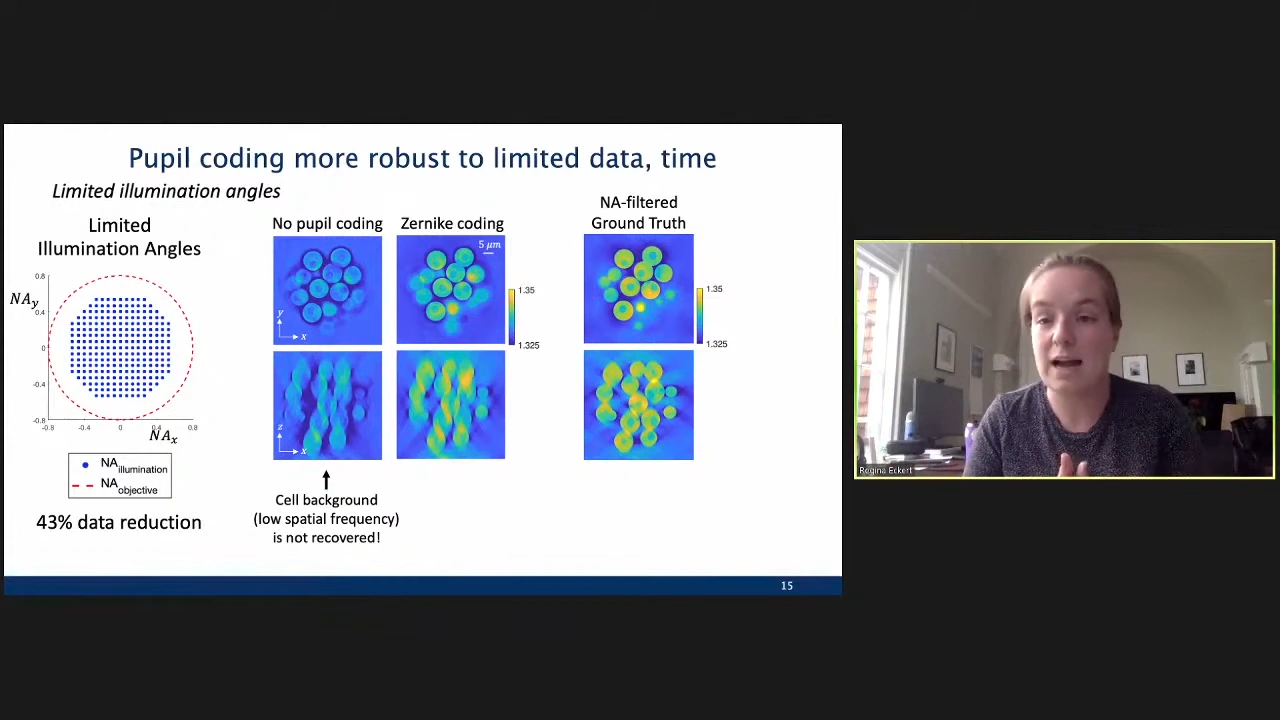 Pupil coding more robust to limited data, time
Limited illumination angles
Limited
Illumination Angles
NAy
0.8
0.4
0
-0.4
-0.8
-0.8
-0.4
0
0.4
0.8
NAx
NAillumination
NAobjective
43% data reduction
No pupil coding
Zernike coding
NA-filtered
Ground Truth
5 μm
y
x
z
x
1.35
1.325
1.35
1.325
Cell background
(low spatial frequency)
is not recovered!
15
Regina Eckert